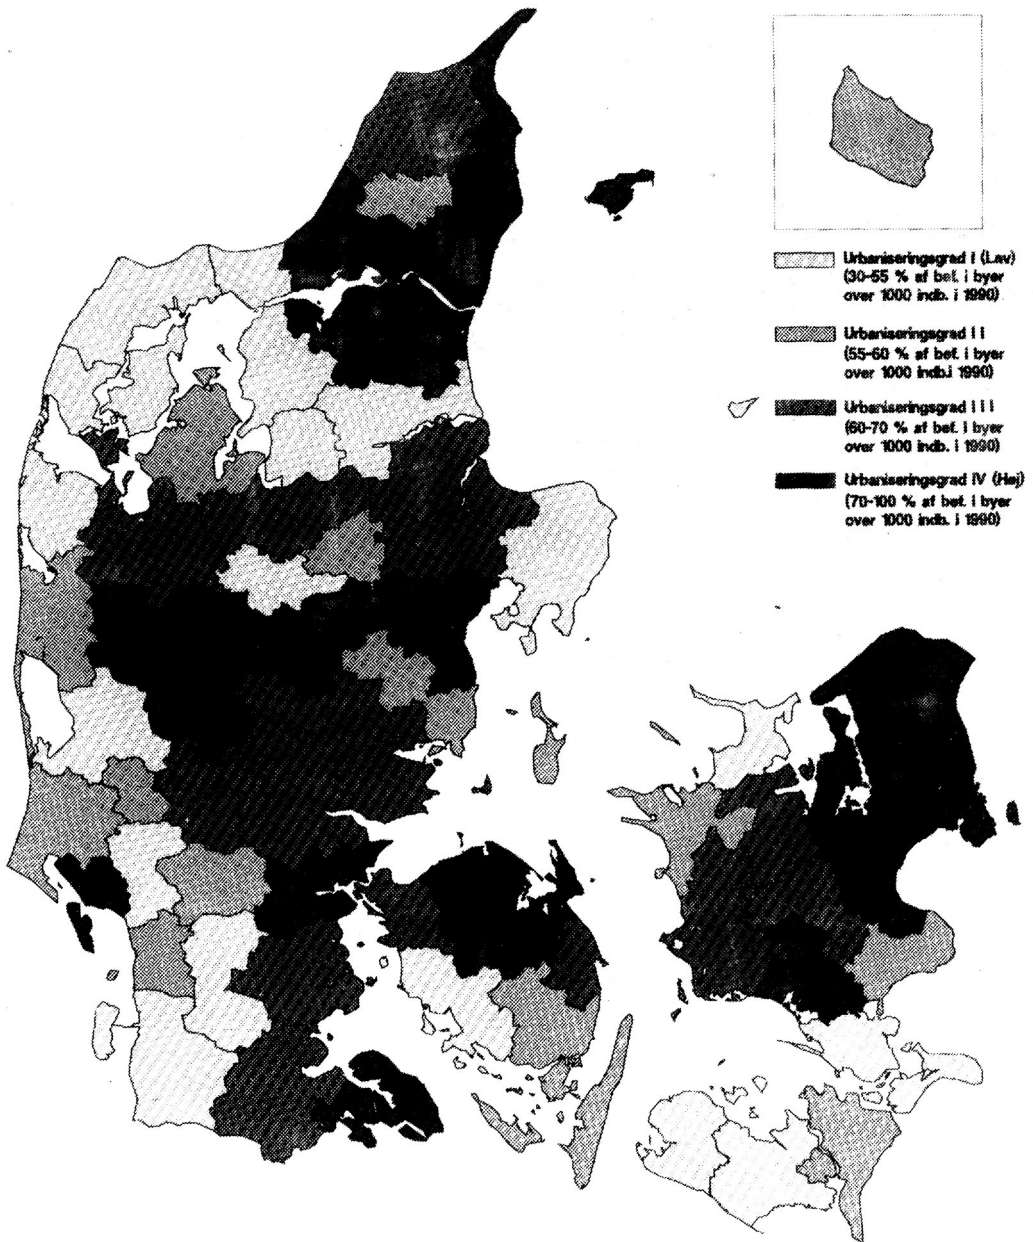 Urbaniseringsgrad I (Lav)
(30-55 % af bef. i byer
over 1000 indb. i 1990)
Urbaniseringsgrad II
(55-60 % af bef. i byer
over 1000 indb.i 1990)
Urbaniseringsgrad III
(60-70 % af bef. i byer
over 1000 indb. i 1990)
Urbaniseringsgrad IV (Høj)
(70-100 % af bef. i byer
over 1000 indb. i 1990)